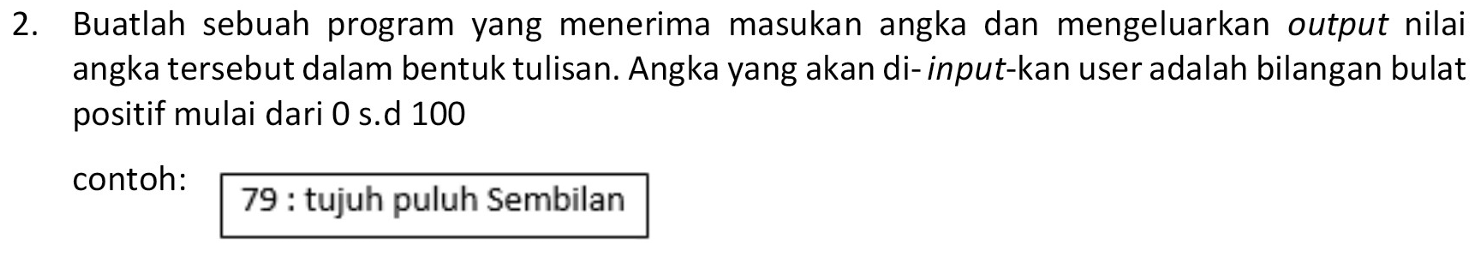 2. Buatlah sebuah program yang menerima masukan angka dan mengeluarkan output nilai
angka tersebut dalam bentuk tulisan. Angka yang akan di-input-kan user adalah bilangan bulat
positif mulai dari 0 s.d 100
contoh:
79 : tujuh puluh Sembilan